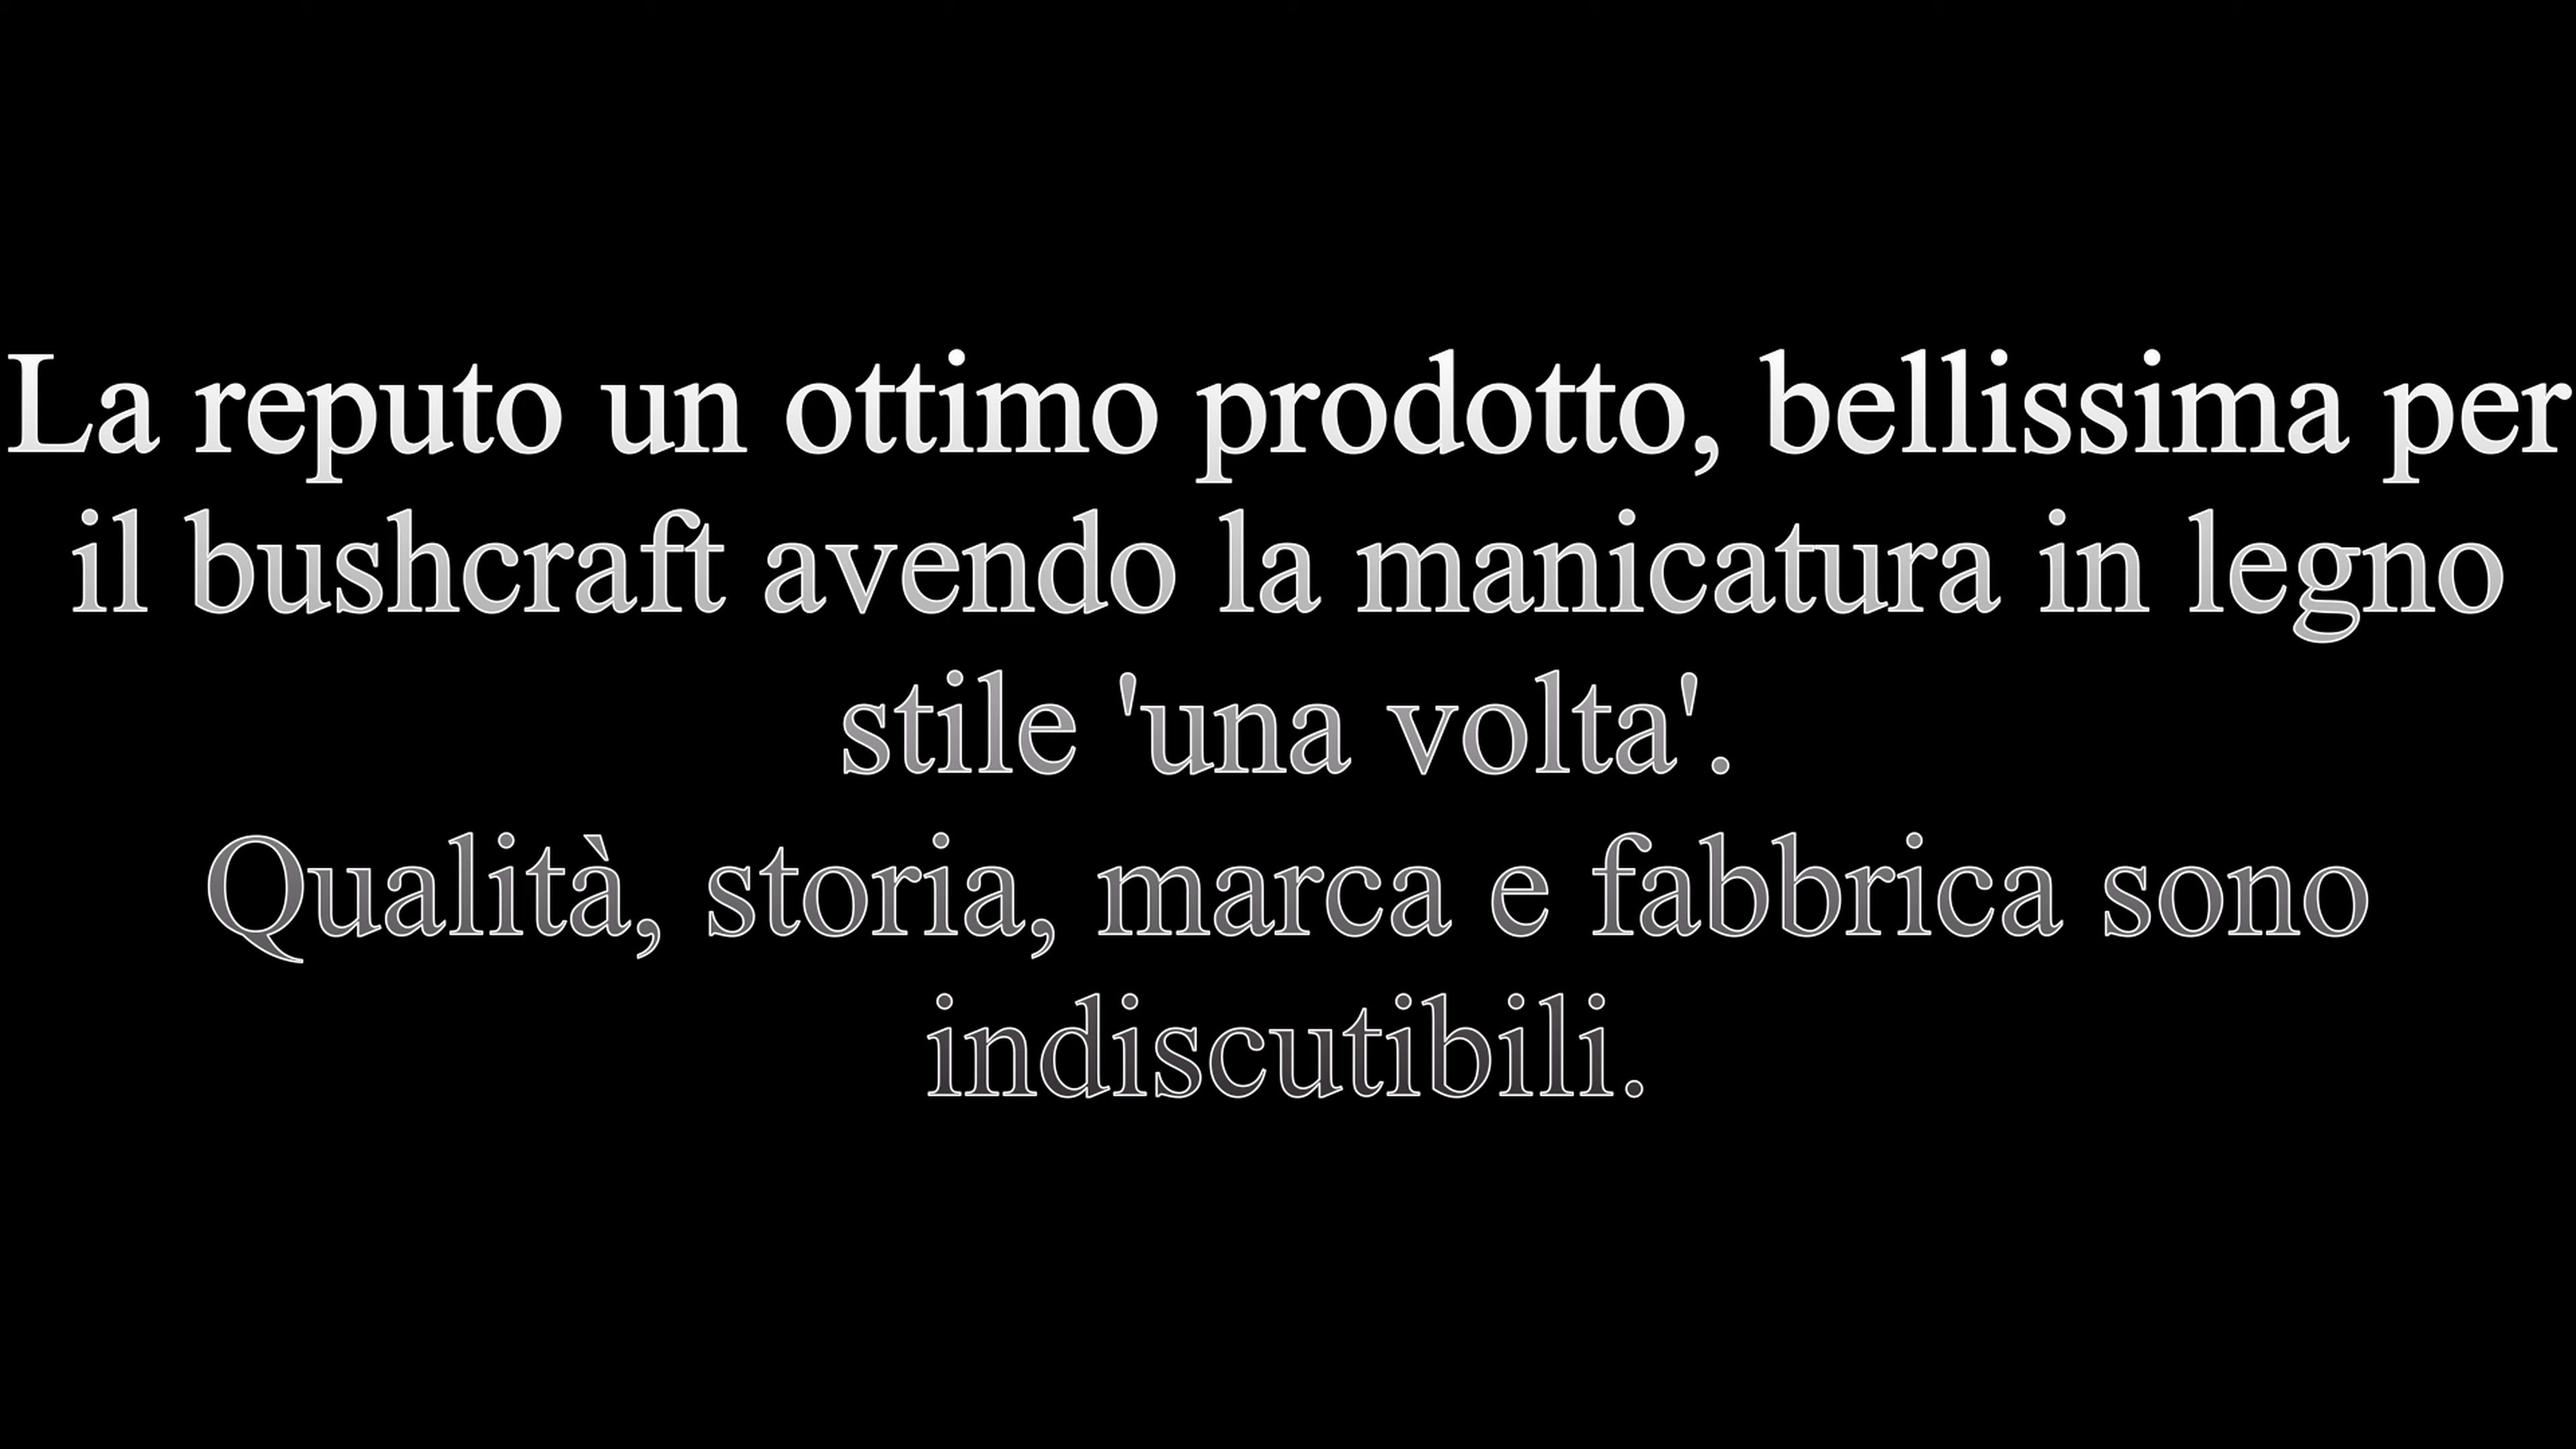 La reputo un ottimo prodotto, bellissima per
il bushcraft avendo la manicatura in legno
stile 'una volta'.
Qualità, storia, marca e fabbrica sono
indiscutibili.